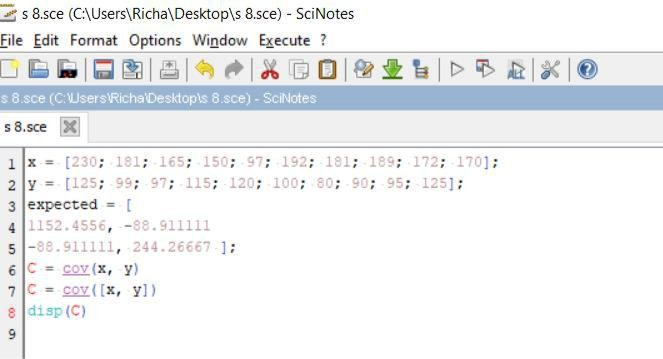 s 8.sce (C:\Users\Richa\Desktop\s 8.sce) - SciNotes
File Edit Format Options Window Execute ?
s 8.sce (C:\Users\Richa\Desktop\s 8.sce) - SciNotes
s 8.sce
1 x = [230; 181; 165; 150; 97; 192; 181; 189; 172; 170];
2 y = [125; 99; 97; 115; 120; 100; 80; 90; 95; 125];
3 expected = [
4 1152.4556, -88.911111
5 -88.911111, 244.26667 ];
6 C = cov(x, y)
7 C = cov([x, y])
8 disp(C)
9